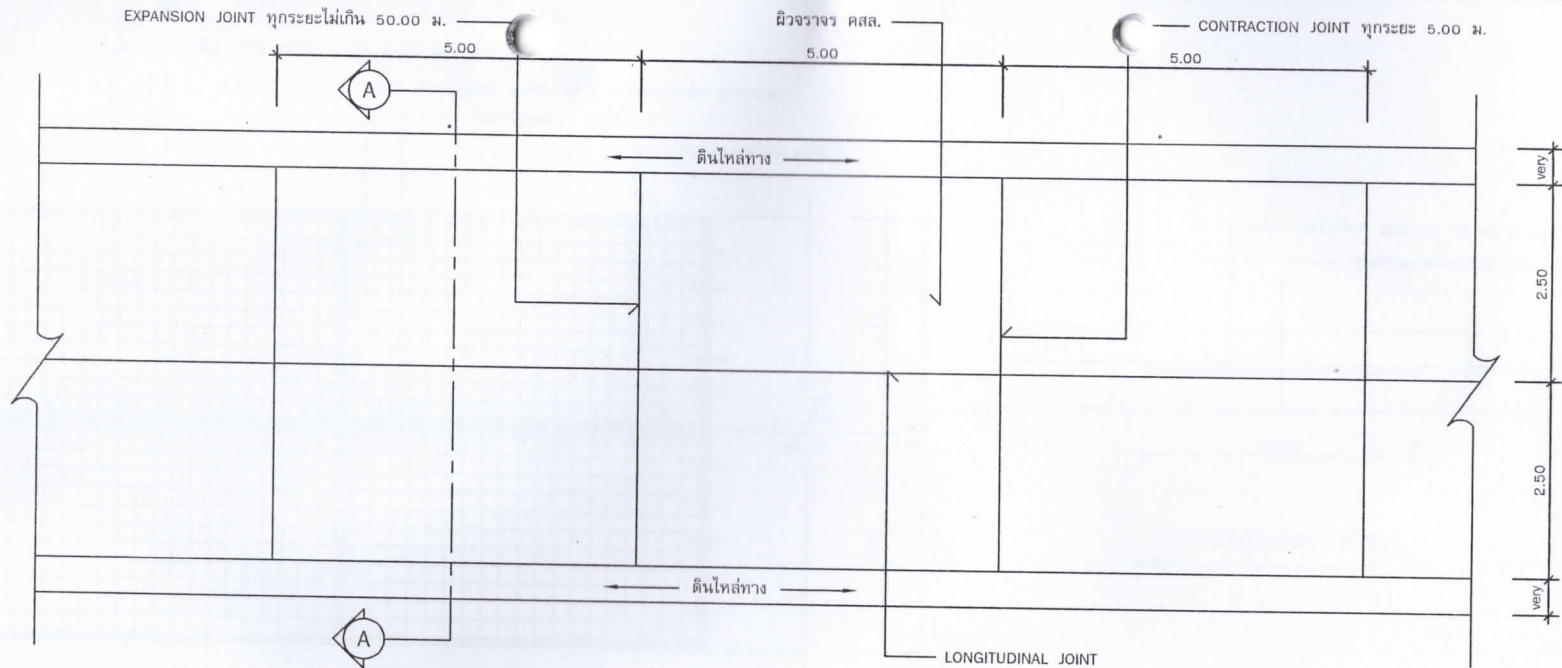 EXPANSION JOINT ทุกระยะไม่เกิน 50.00 ม.
ผิวจราจร คสล.
CONTRACTION JOINT ทุกระยะ 5.00 ม.
5.00
5.00
5.00
A
ดินไหล่ทาง
very
2.50
2.50
ดินไหล่ทาง
very
A
LONGITUDINAL JOINT